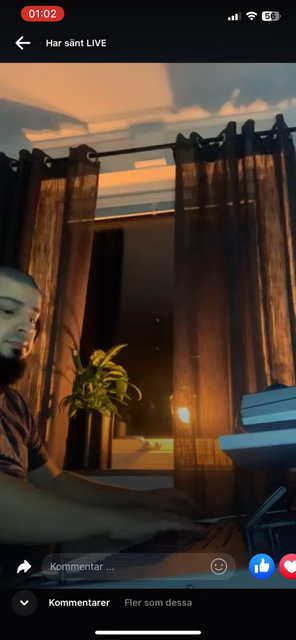 01:02
56
Har sänt LIVE
Kommentar ...
Kommentarer
Fler som dessa